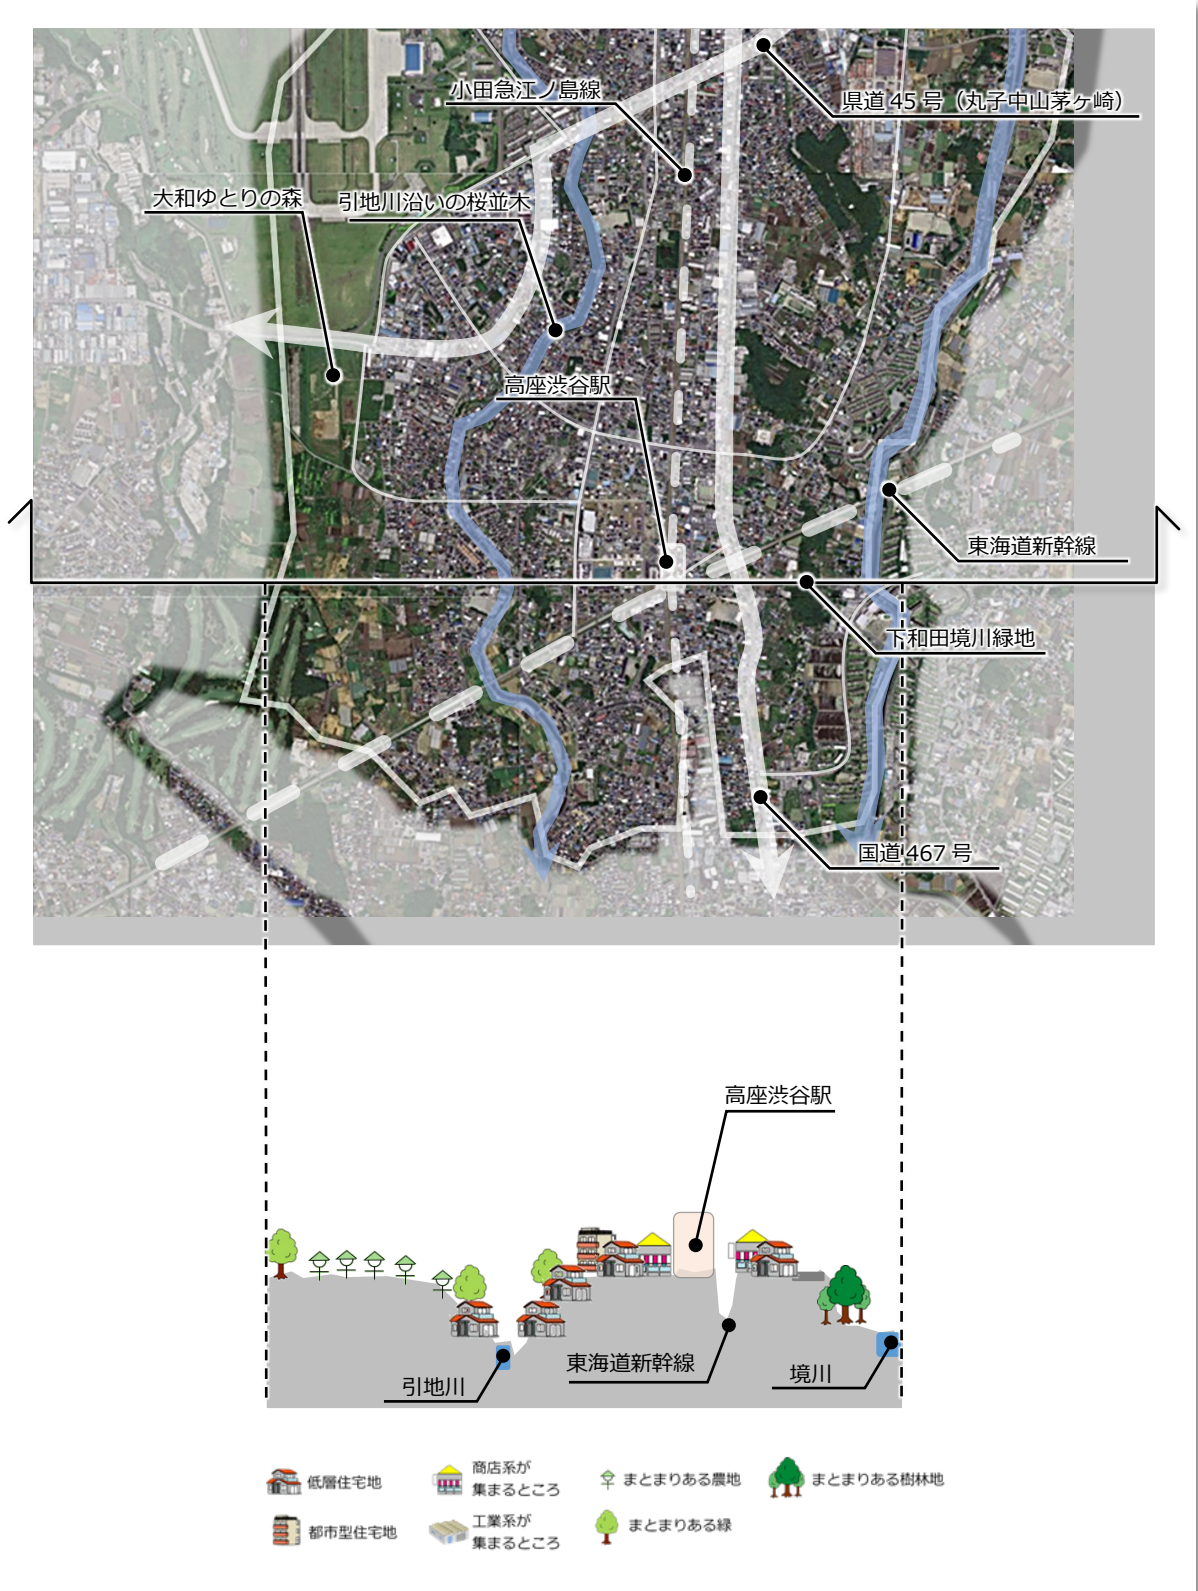 小田急江ノ島線
県道 45 号（丸子中山茅ヶ崎）
大和ゆとりの森
引地川沿いの桜並木
高座渋谷駅
東海道新幹線
下和田境川緑地
国道 467 号
高座渋谷駅
東海道新幹線
引地川
境川
低層住宅地
商店系が
集まるところ
まとまりある農地
まとまりある樹林地
都市型住宅地
工業系が
集まるところ
まとまりある緑